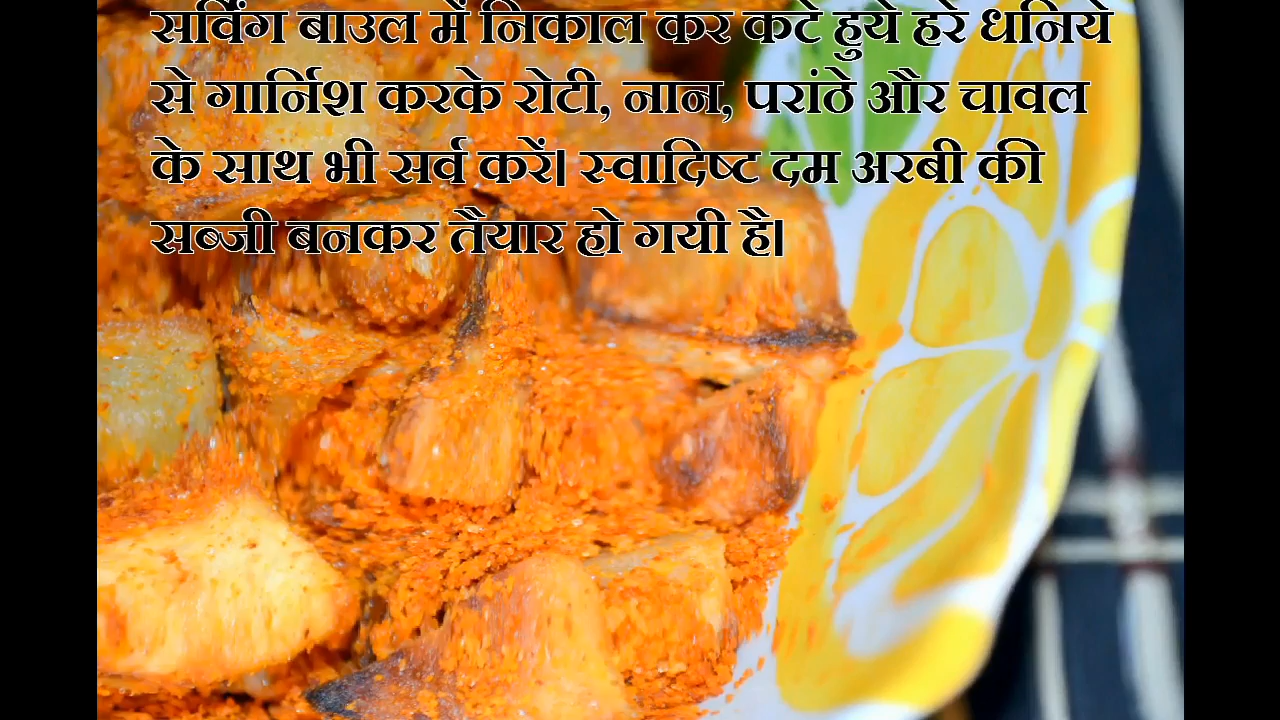 सर्विंग बाउल में निकाल कर कटे हुये हरे धनिये
से गार्निश करके रोटी, नान, परांठे और चावल
के साथ भी सर्व करें। स्वादिष्ट दम अरबी की
सब्जी बनकर तैयार हो गयी है।